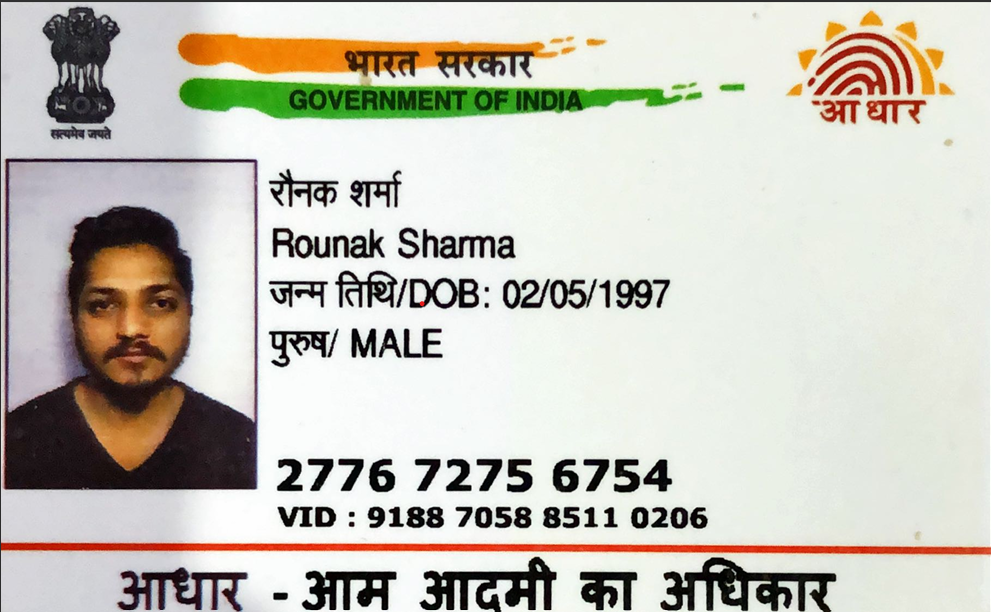 भारत सरकार
GOVERNMENT OF INDIA
सत्यमेव जयते
आधार
रौनक शर्मा
Rounak Sharma
जन्म तिथि/DOB: 02/05/1997
पुरुष/ MALE
2776 7275 6754
VID : 9188 7058 8511 0206
आधार - आम आदमी का अधिकार